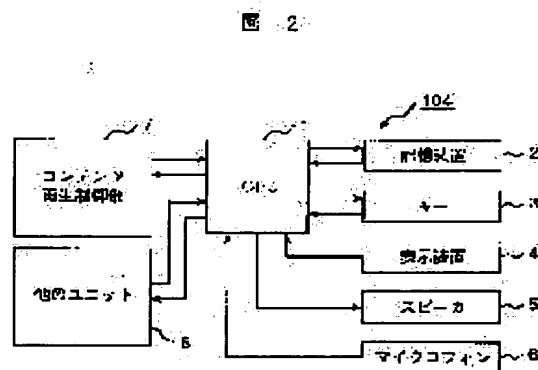 図 2
104
コンテンツ
再生制御部
CPU
記憶装置
2
キー
3
表示装置
4
スピーカ
5
他のユニット
マイクロフォン
6